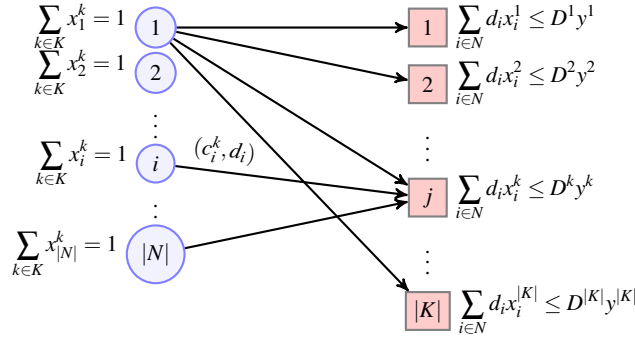 ∑_{k∈K} x_1^k = 1 1 1 ∑_{i∈N} d_i x_i^1 ≤ D^1 y^1
∑_{k∈K} x_2^k = 1 2 2 ∑_{i∈N} d_i x_i^2 ≤ D^2 y^2
⋮ ⋮
∑_{k∈K} x_i^k = 1 i (c_i^k, d_i) j ∑_{i∈N} d_i x_i^k ≤ D^k y^k
⋮ ⋮
∑_{k∈K} x_{|N|}^k = 1 |N| |K| ∑_{i∈N} d_i x_i^{|K|} ≤ D^{|K|} y^{|K|}